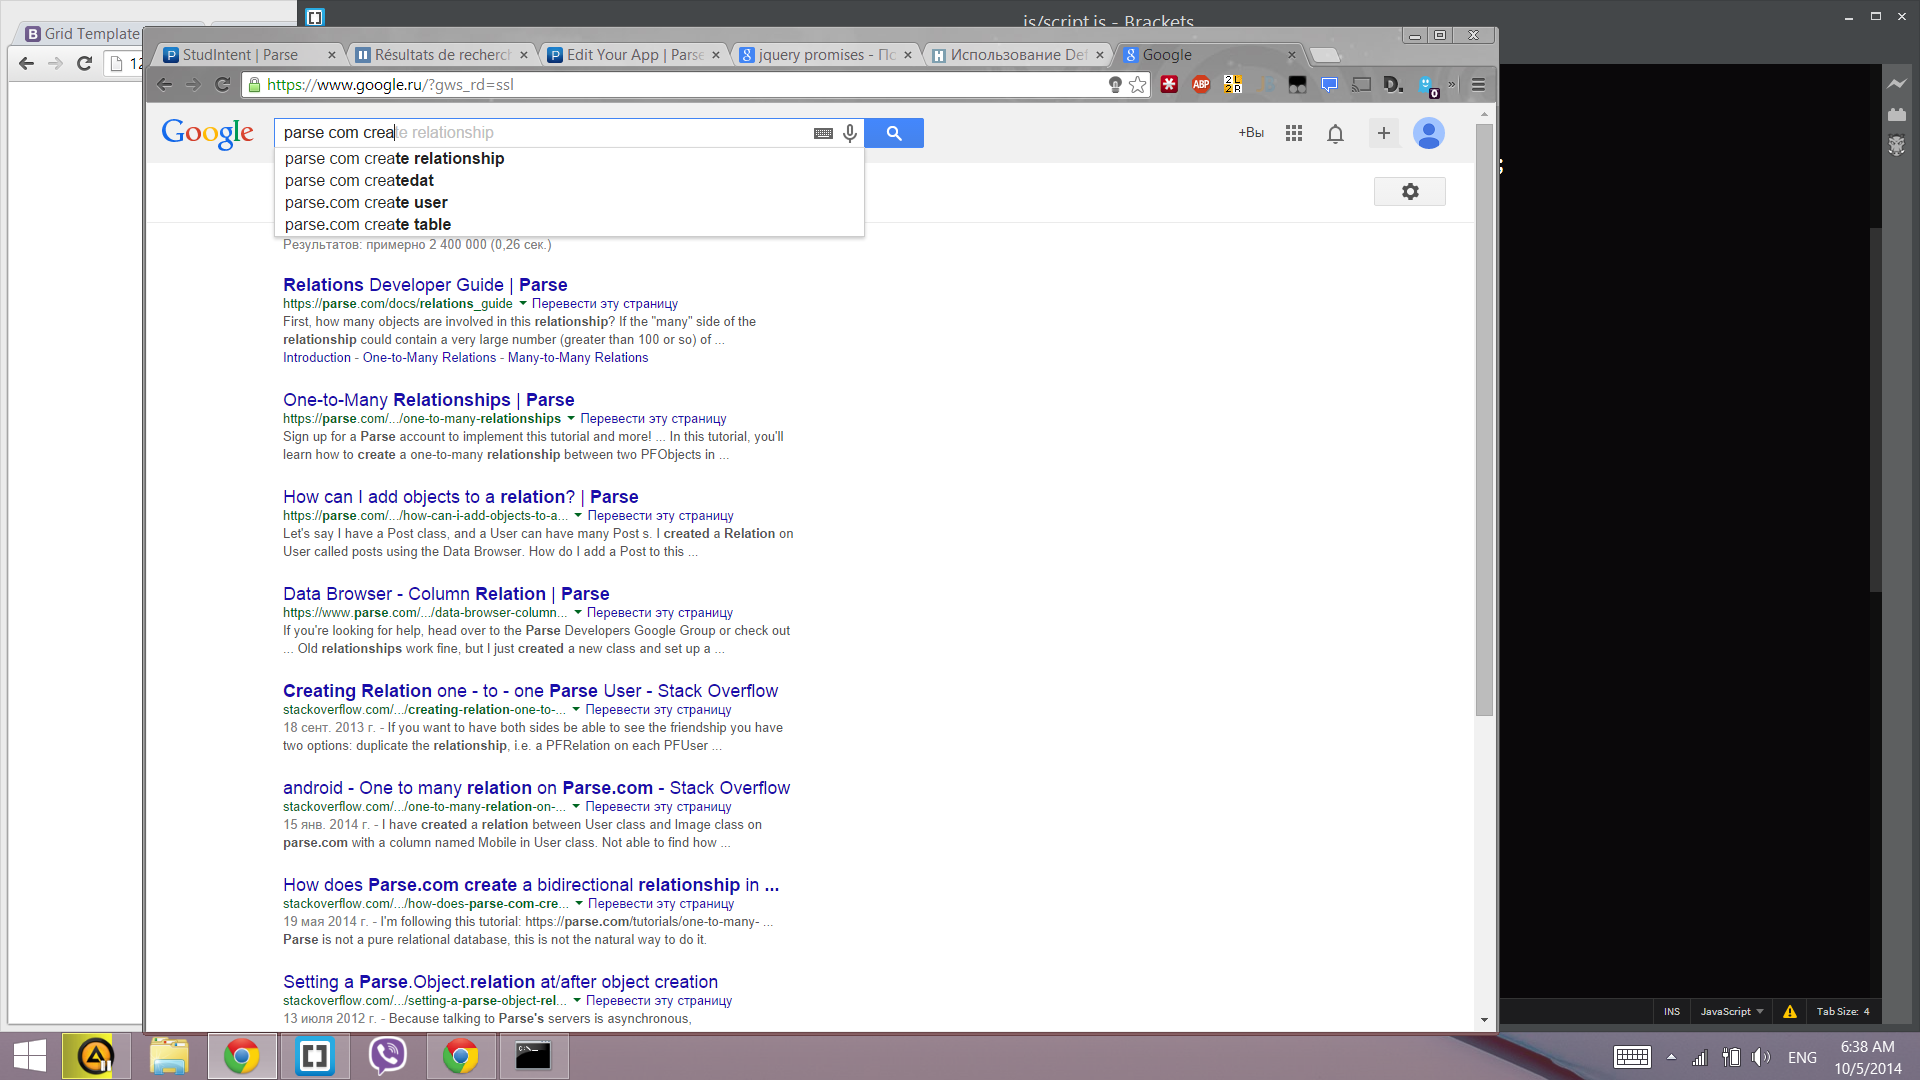 js/script.js - Brackets
Grid Template
StudIntent | Parse
Résultats de recherch
Edit Your App | Parse
jquery promises - По
Использование Def
Google
12
https://www.google.ru/?gws_rd=ssl
Google
parse com create relationship
+Вы
parse com create relationship
parse com createdat
parse.com create user
parse.com create table
Результатов: примерно 2 400 000 (0,26 сек.)
Relations Developer Guide | Parse
https://parse.com/docs/relations_guide Перевести эту страницу
First, how many objects are involved in this relationship? If the "many" side of the
relationship could contain a very large number (greater than 100 or so) of ...
Introduction - One-to-Many Relations - Many-to-Many Relations
One-to-Many Relationships | Parse
https://parse.com/.../one-to-many-relationships Перевести эту страницу
Sign up for a Parse account to implement this tutorial and more! ... In this tutorial, you'll
learn how to create a one-to-many relationship between two PFObjects in ...
How can I add objects to a relation? | Parse
https://parse.com/.../how-can-i-add-objects-to-a... Перевести эту страницу
Let's say I have a Post class, and a User can have many Post s. I created a Relation on
User called posts using the Data Browser. How do I add a Post to this ...
Data Browser - Column Relation | Parse
https://www.parse.com/.../data-browser-column... Перевести эту страницу
If you're looking for help, head over to the Parse Developers Google Group or check out
... Old relationships work fine, but I just created a new class and set up a ...
Creating Relation one - to - one Parse User - Stack Overflow
stackoverflow.com/.../creating-relation-one-to-... Перевести эту страницу
18 сент. 2013 г. - If you want to have both sides be able to see the friendship you have
two options: duplicate the relationship, i.e. a PFRelation on each PFUser ...
android - One to many relation on Parse.com - Stack Overflow
stackoverflow.com/.../one-to-many-relation-on-... Перевести эту страницу
15 янв. 2014 г. - I have created a relation between User class and Image class on
parse.com with a column named Mobile in User class. Not able to find how ...
How does Parse.com create a bidirectional relationship in ...
stackoverflow.com/.../how-does-parse-com-cre... Перевести эту страницу
19 мая 2014 г. - I'm following this tutorial: https://parse.com/tutorials/one-to-many- ...
Parse is not a pure relational database, this is not the natural way to do it.
Setting a Parse.Object.relation at/after object creation
stackoverflow.com/.../setting-a-parse-object-rel... Перевести эту страницу
13 июля 2012 г. - Because talking to Parse's servers is asynchronous,
INS JavaScript Tab Size: 4
ENG
6:38 AM
10/5/2014